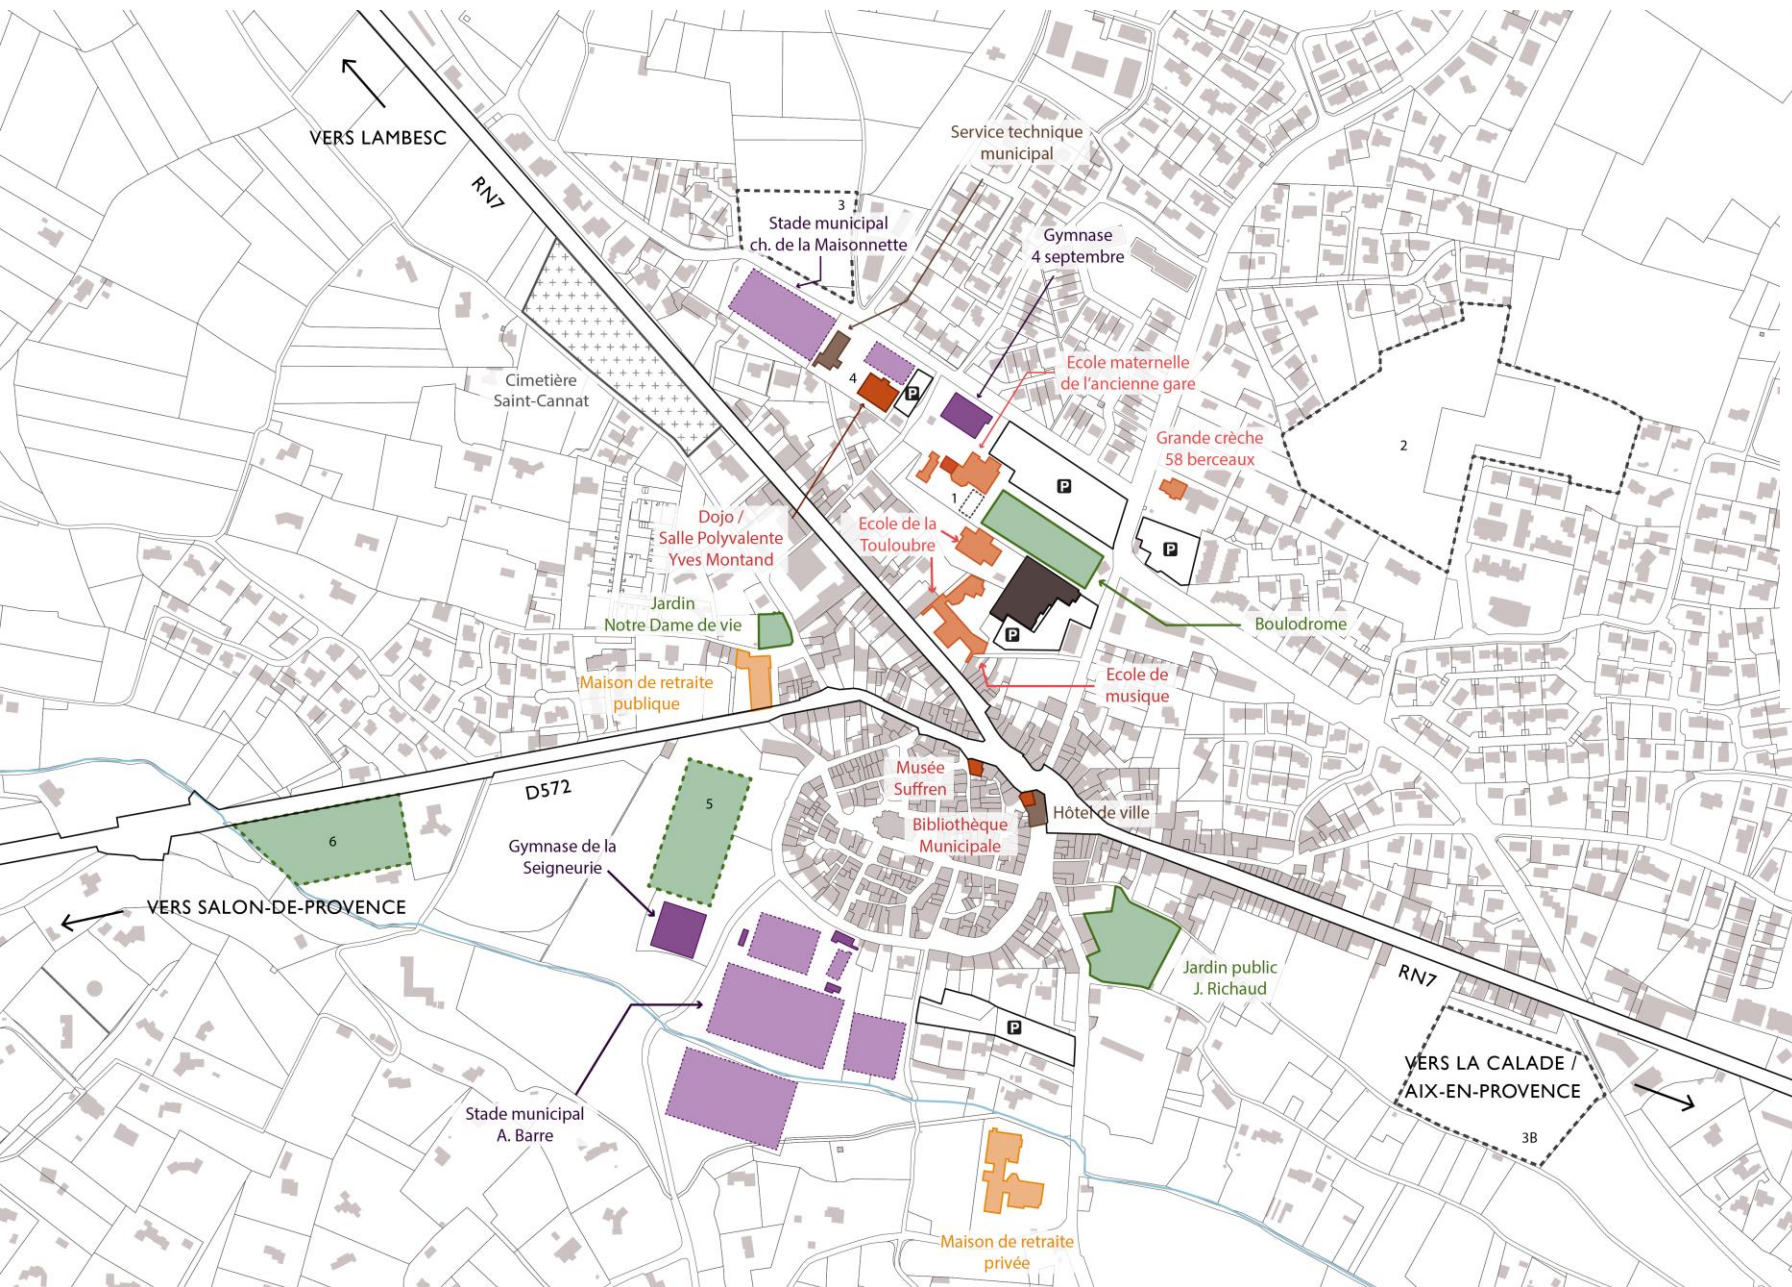 VERS LAMBESC
RN7
Service technique
municipal
3
Stade municipal
ch. de la Maisonnette
Gymnase
4 septembre
Cimetière
Saint-Cannat
4
P
Ecole maternelle
de l'ancienne gare
Grande crèche
58 berceaux
2
P
1
Dojo /
Salle Polyvalente
Yves Montand
Ecole de la
Touloubre
P
Jardin
Notre Dame de vie
P
Boulodrome
Maison de retraite
publique
Ecole de
musique
Musée
Suffren
D572
5
Hôtel de ville
Bibliothèque
Municipale
6
Gymnase de la
Seigneurie
VERS SALON-DE-PROVENCE
Jardin public
J. Richaud
RN7
P
VERS LA CALADE /
AIX-EN-PROVENCE
Stade municipal
A. Barre
3B
Maison de retraite
privée